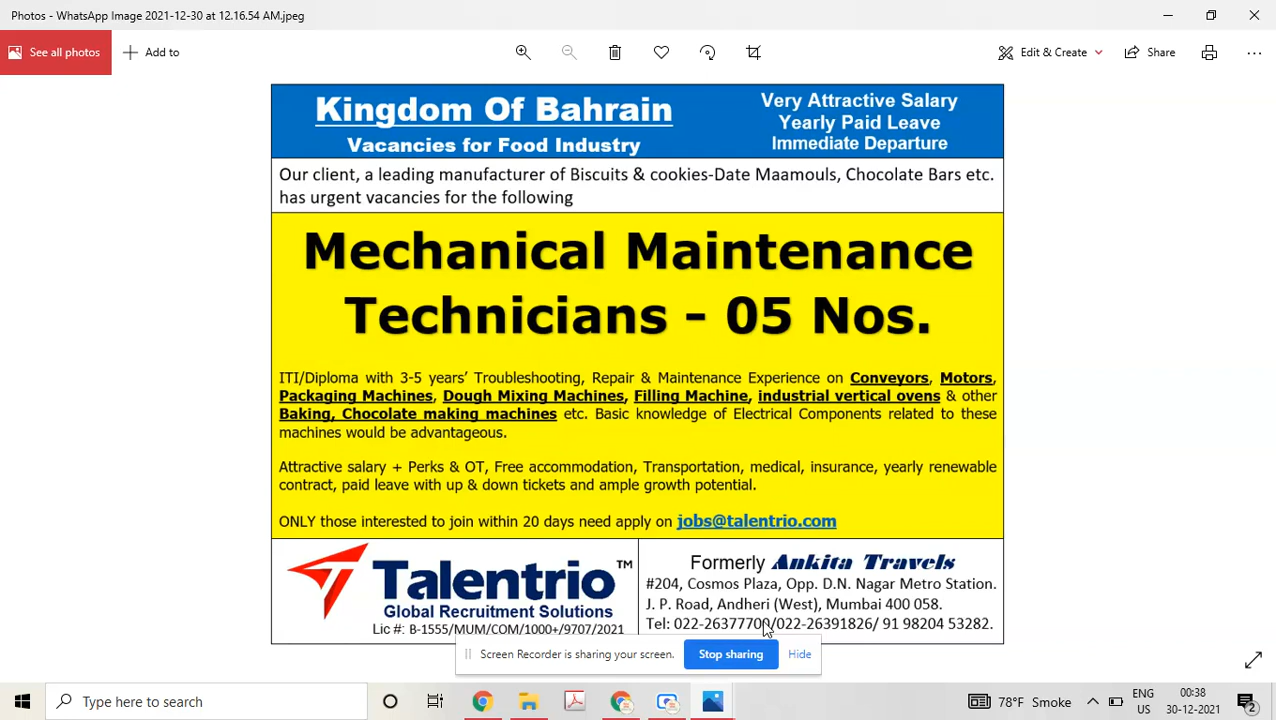 Photos - WhatsApp Image 2021-12-30 at 12.16.54 AM.jpeg
See all photos
Add to
Edit & Create
Share
Kingdom Of Bahrain
Vacancies for Food Industry
Very Attractive Salary
Yearly Paid Leave
Immediate Departure
Our client, a leading manufacturer of Biscuits & cookies-Date Maamouls, Chocolate Bars etc.
has urgent vacancies for the following
Mechanical Maintenance
Technicians - 05 Nos.
ITI/Diploma with 3-5 years' Troubleshooting, Repair & Maintenance Experience on Conveyors, Motors,
Packaging Machines, Dough Mixing Machines, Filling Machine, industrial vertical ovens & other
Baking, Chocolate making machines etc. Basic knowledge of Electrical Components related to these
machines would be advantageous.
Attractive salary + Perks & OT, Free accommodation, Transportation, medical, insurance, yearly renewable
contract, paid leave with up & down tickets and ample growth potential.
ONLY those interested to join within 20 days need apply on jobs@talentrio.com
Talentrio™
Global Recruitment Solutions
Lic #: B-1555/MUM/COM/1000+/9707/2021
Formerly Ankita Travels
#204, Cosmos Plaza, Opp. D.N. Nagar Metro Station.
J. P. Road, Andheri (West), Mumbai 400 058.
Tel: 022-26377700/022-26391826/ 91 98204 53282.
Screen Recorder is sharing your screen.
Stop sharing
Hide
Type here to search
78°F Smoke
ENG
US
00:38
30-12-2021
2